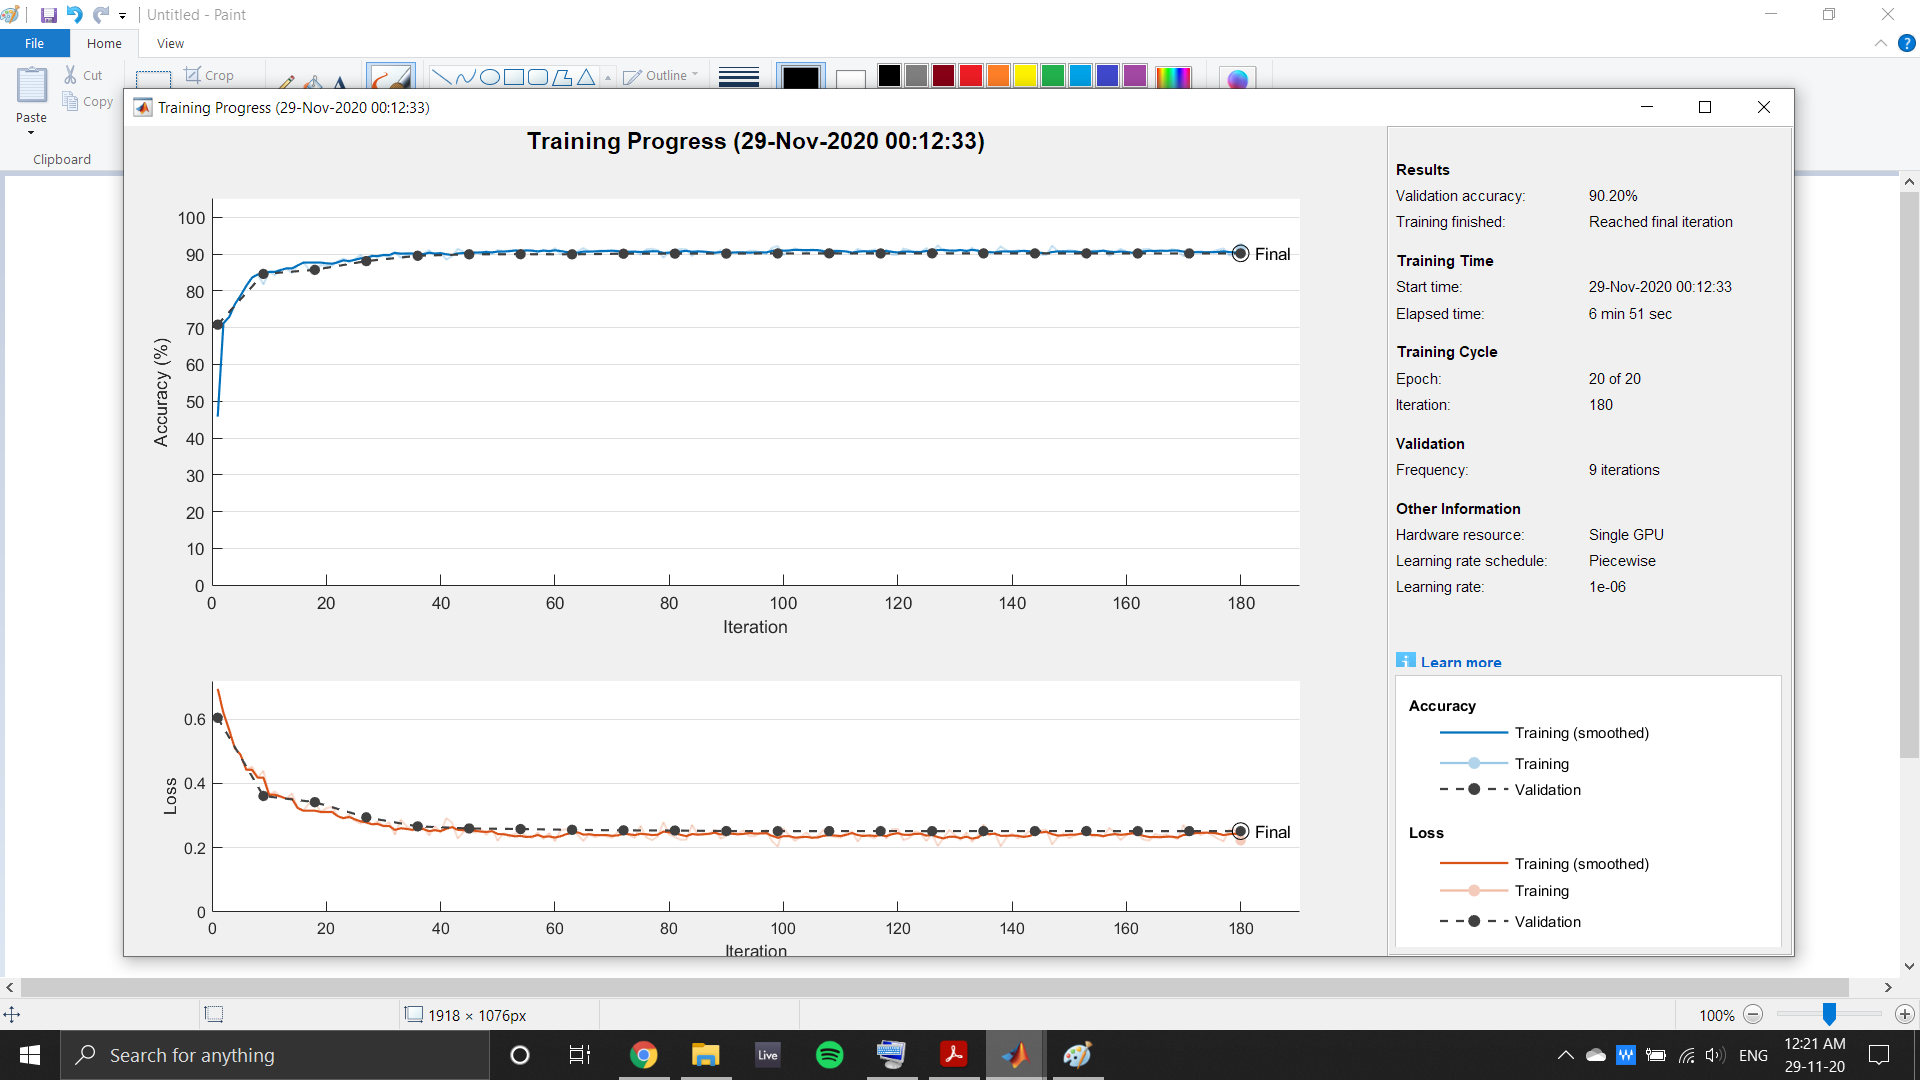 Untitled - Paint
File Home View
Paste
Cut
Copy
Crop
Outline
Clipboard
Training Progress (29-Nov-2020 00:12:33)
Training Progress (29-Nov-2020 00:12:33)
100
90
80
70
60
50
40
30
20
10
0
Accuracy (%)
0 20 40 60 80 100 120 140 160 180
Iteration
Final
0.6
0.4
0.2
0
Loss
0 20 40 60 80 100 120 140 160 180
Iteration
Final
Results
Validation accuracy: 90.20%
Training finished: Reached final iteration
Training Time
Start time: 29-Nov-2020 00:12:33
Elapsed time: 6 min 51 sec
Training Cycle
Epoch: 20 of 20
Iteration: 180
Validation
Frequency: 9 iterations
Other Information
Hardware resource: Single GPU
Learning rate schedule: Piecewise
Learning rate: 1e-06
Learn more
Accuracy
Training (smoothed)
Training
Validation
Loss
Training (smoothed)
Training
Validation
1918 × 1076px
100%
Search for anything
Live
ENG
12:21 AM
29-11-20